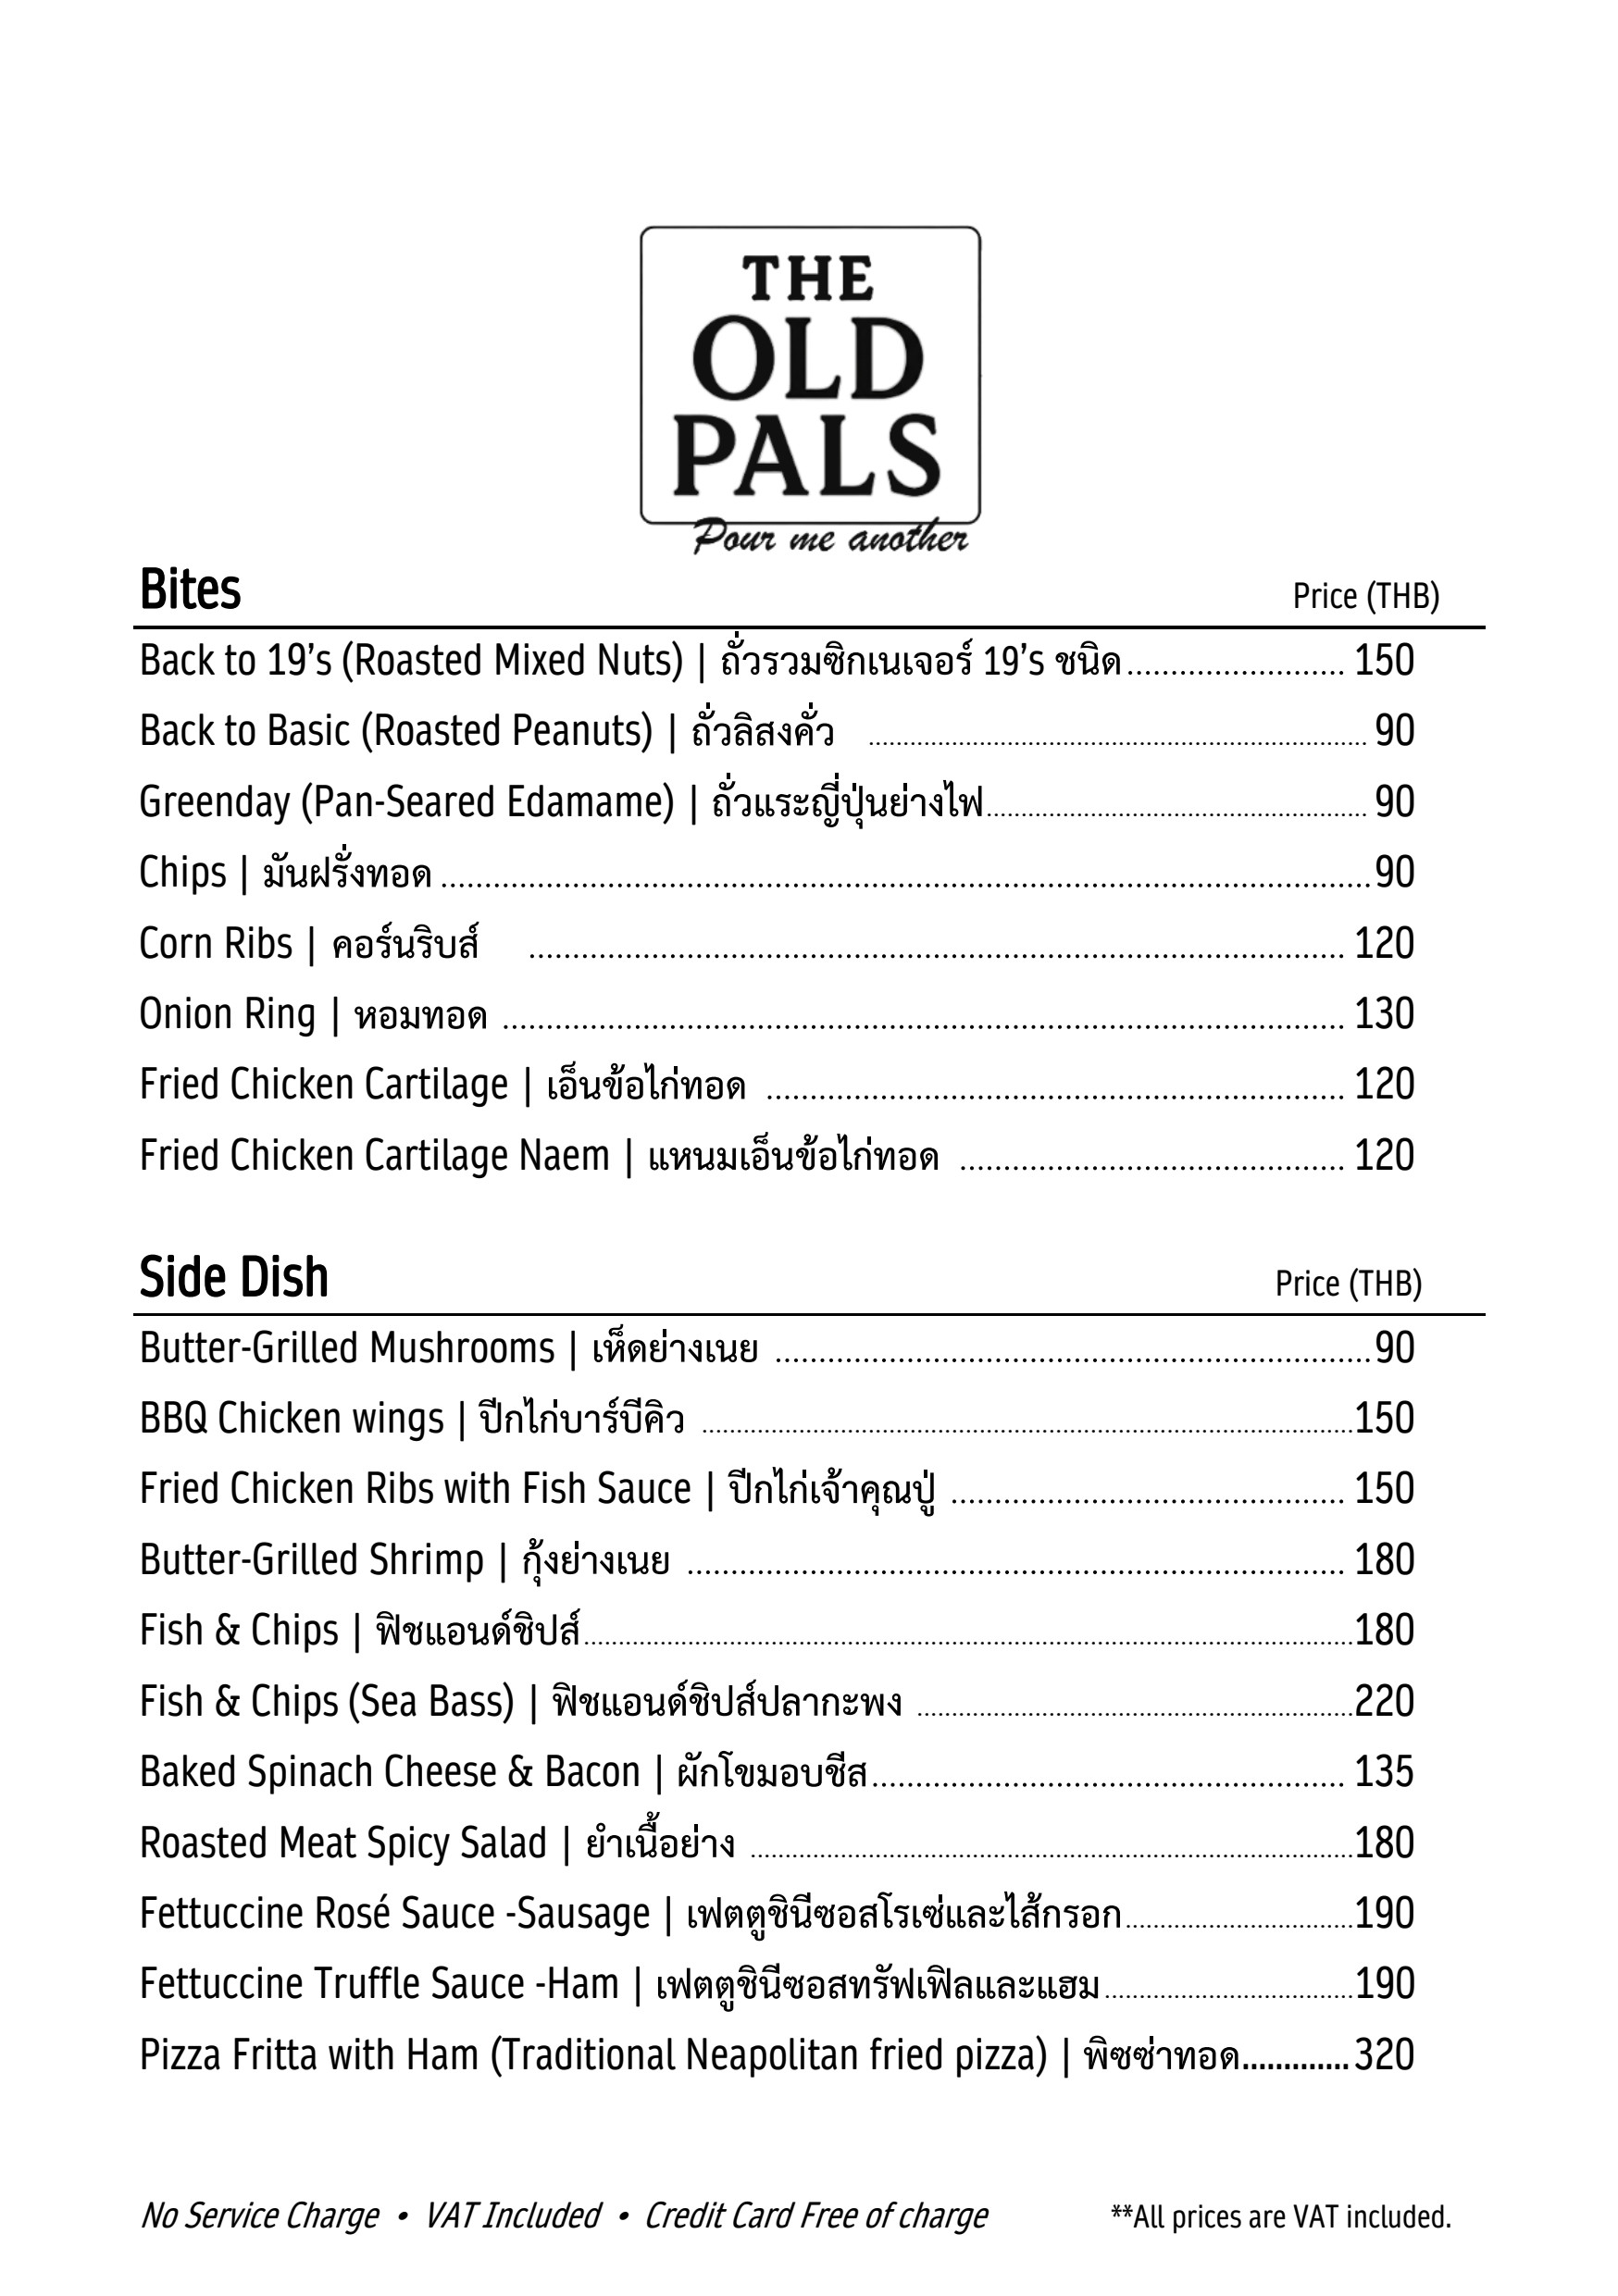 THE
OLD
PALS
Pour me another
Bites Price (THB)
Back to 19’s (Roasted Mixed Nuts) | ถั่วรวมซิกเนเจอร์ 19’s ชนิด......................... 150
Back to Basic (Roasted Peanuts) | ถั่วลิสงคั่ว ........................................................................ 90
Greenday (Pan-Seared Edamame) | ถั่วแระญี่ปุ่นย่างไฟ....................................................... 90
Chips | มันฝรั่งทอด ..........................................................................................................90
Corn Ribs | คอร์นริบส์ ............................................................................................. 120
Onion Ring | หอมทอด ................................................................................................ 130
Fried Chicken Cartilage | เอ็นข้อไก่ทอด .................................................................. 120
Fried Chicken Cartilage Naem | แหนมเอ็นข้อไก่ทอด ............................................ 120
Side Dish Price (THB)
Butter-Grilled Mushrooms | เห็ดย่างเนย ....................................................................90
BBQ Chicken wings | ปีกไก่บาร์บีคิว ..............................................................................................150
Fried Chicken Ribs with Fish Sauce | ปีกไก่เจ้าคุณปู่ ............................................. 150
Butter-Grilled Shrimp | กุ้งย่างเนย ........................................................................... 180
Fish & Chips | ฟิชแอนด์ชิปส์...............................................................................................................180
Fish & Chips (Sea Bass) | ฟิชแอนด์ชิปส์ปลากะพง ...............................................................220
Baked Spinach Cheese & Bacon | ผักโขมอบชีส...................................................... 135
Roasted Meat Spicy Salad | ยำเนื้อย่าง .......................................................................................180
Fettuccine Rosé Sauce -Sausage | เฟตตูชินีซอสโรเซ่และไส้กรอก.................................190
Fettuccine Truffle Sauce -Ham | เฟตตูชินีซอสทรัฟเฟิลและแฮม....................................190
Pizza Fritta with Ham (Traditional Neapolitan fried pizza) | พิซซ่าทอด.............320
No Service Charge • VAT Included • Credit Card Free of charge **All prices are VAT included.